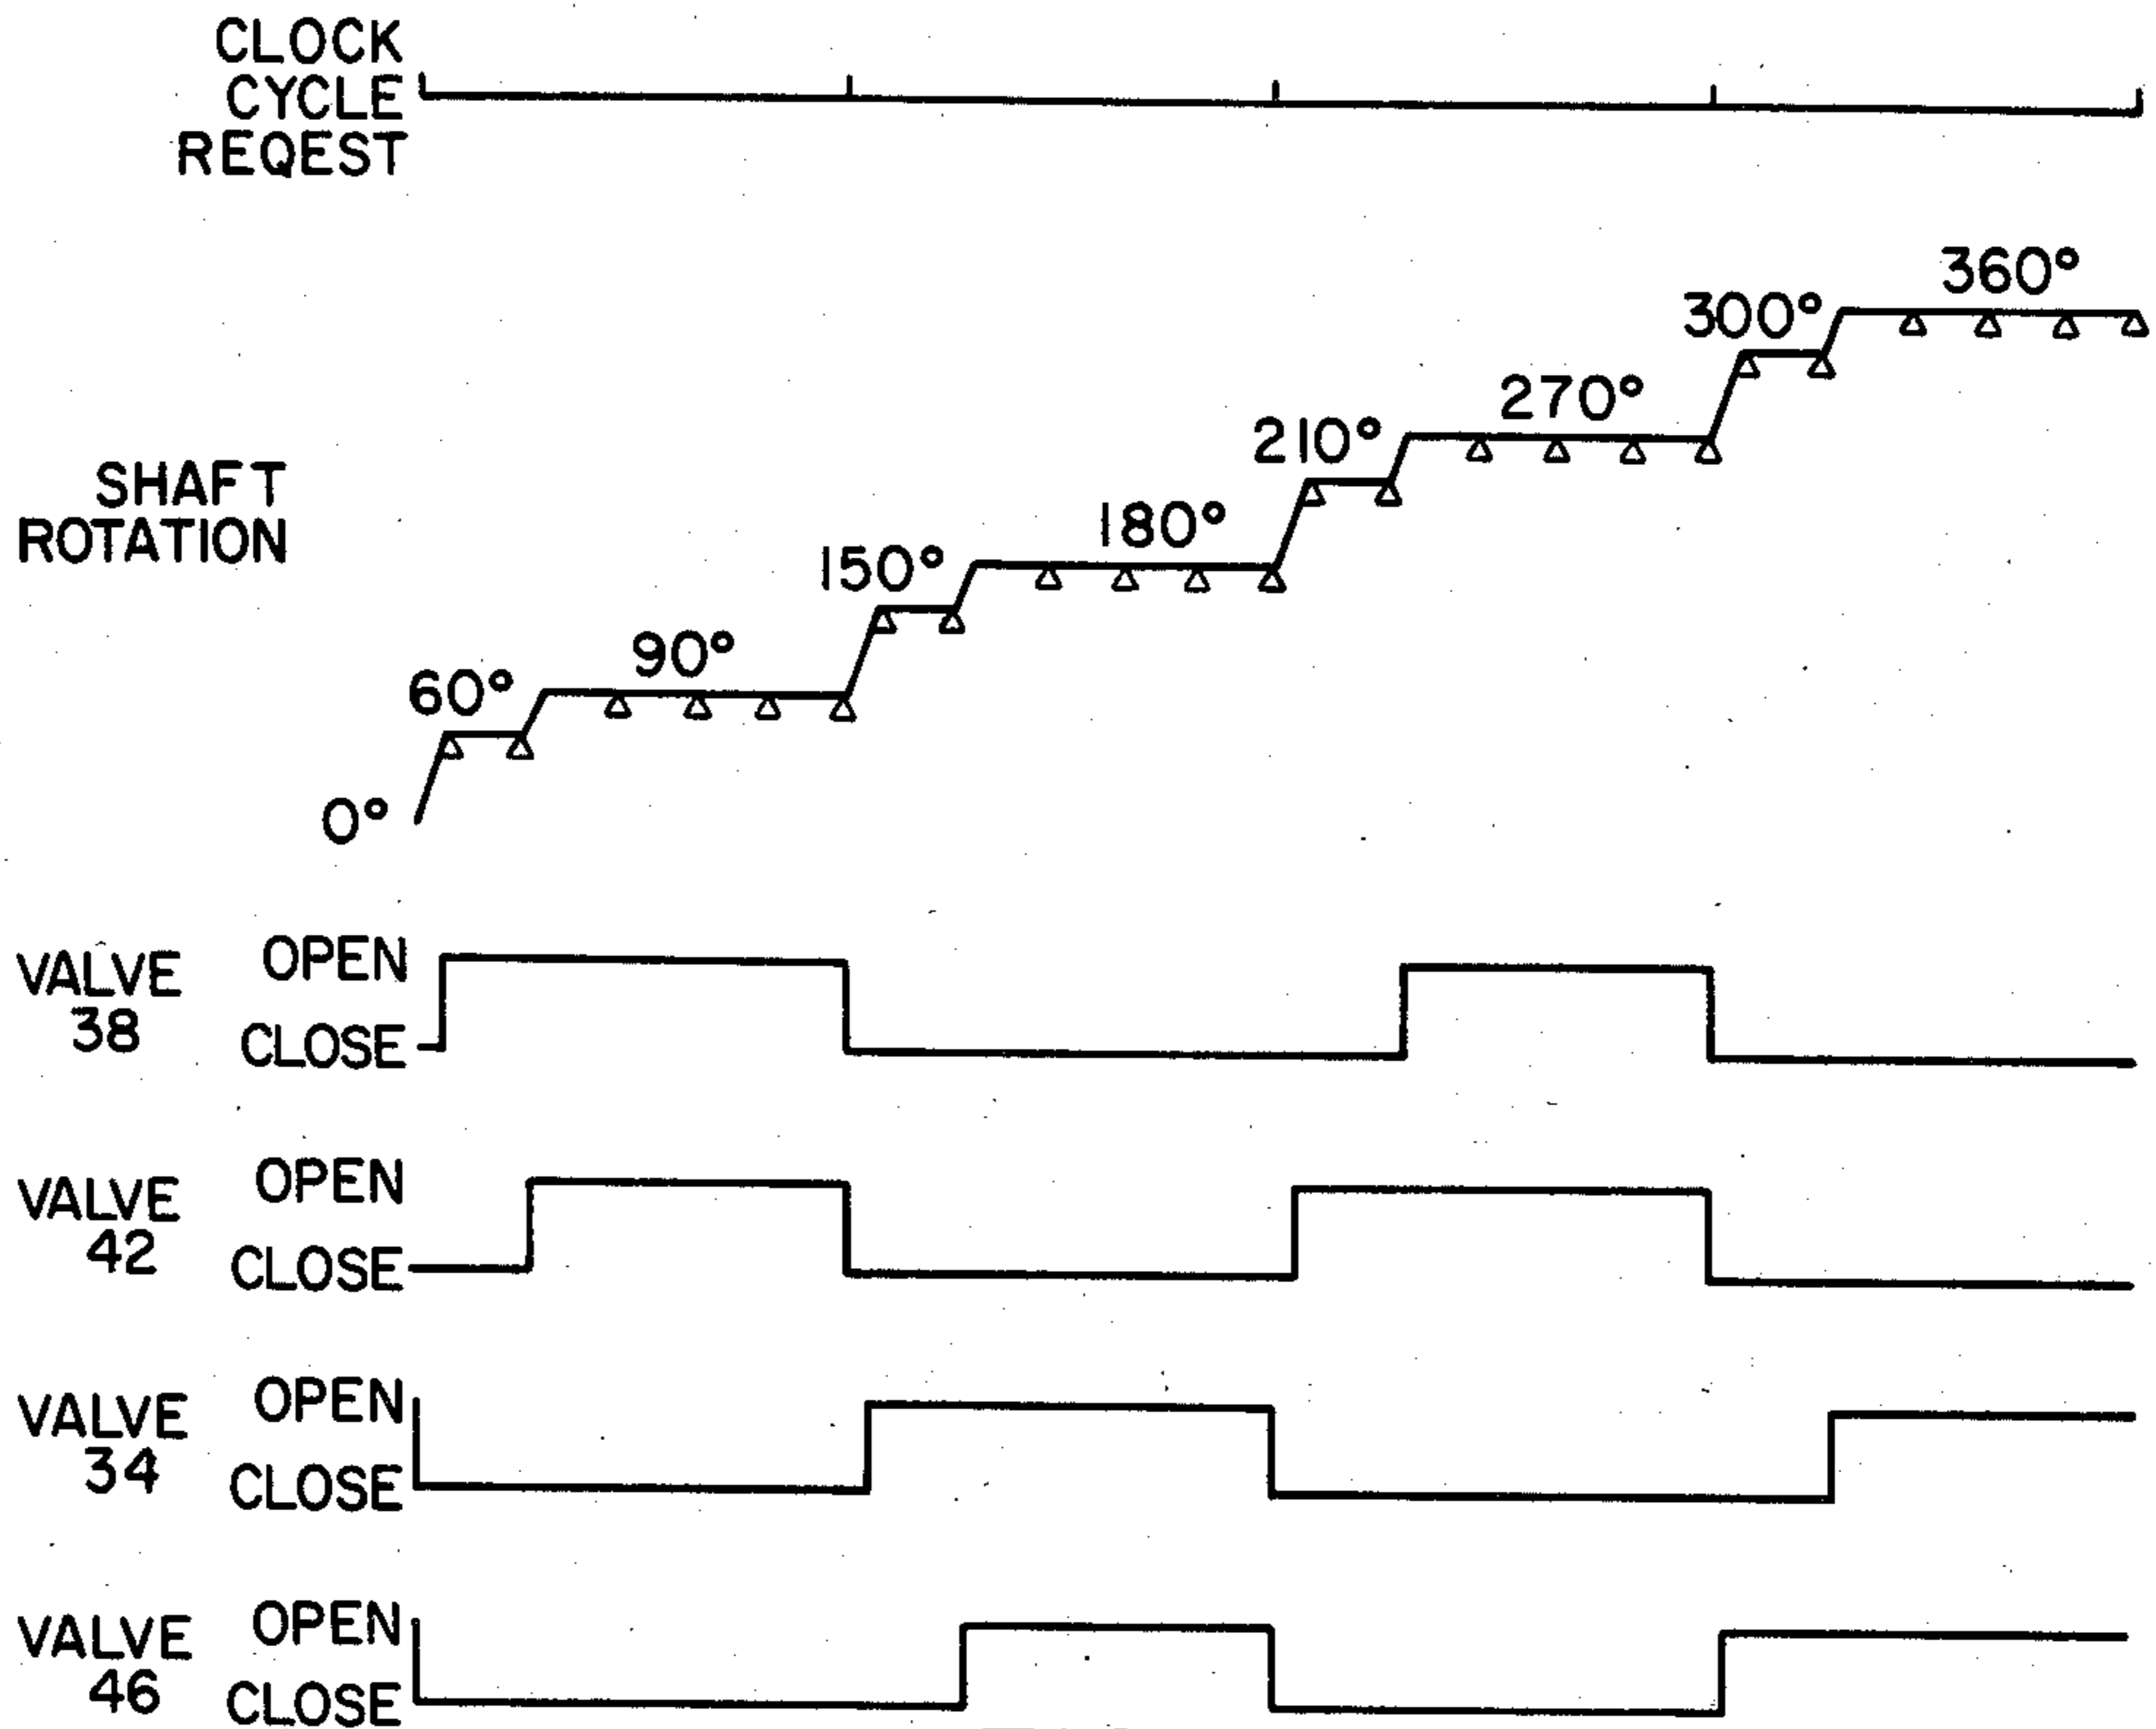 CLOCK
CYCLE
REQEST
360°
300°
270°
210°
SHAFT
ROTATION
180°
150°
90°
60°
0°
VALVE
38
OPEN
CLOSE
VALVE
42
OPEN
CLOSE
VALVE
34
OPEN
CLOSE
VALVE
46
OPEN
CLOSE